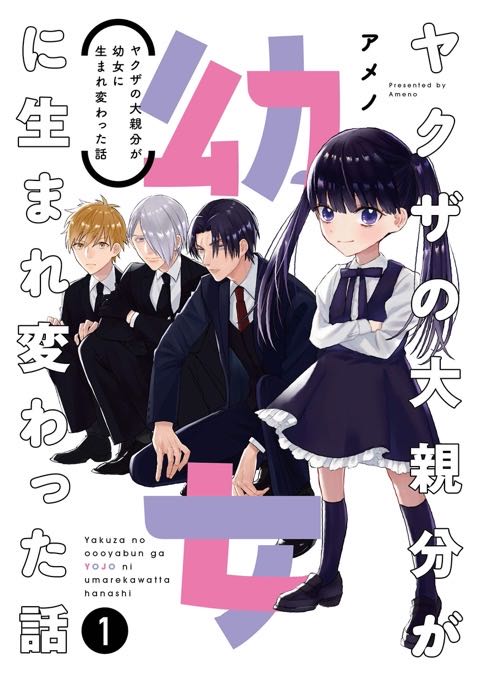 ヤクザの大親分が
に生まれ変わった話
幼女
アメノ
Presented by
Ameno
ヤクザの大親分が
幼女に
生まれ変わった話
Yakuza no
oooyabun ga
YOJO ni
umarekawatta
hanashi
1